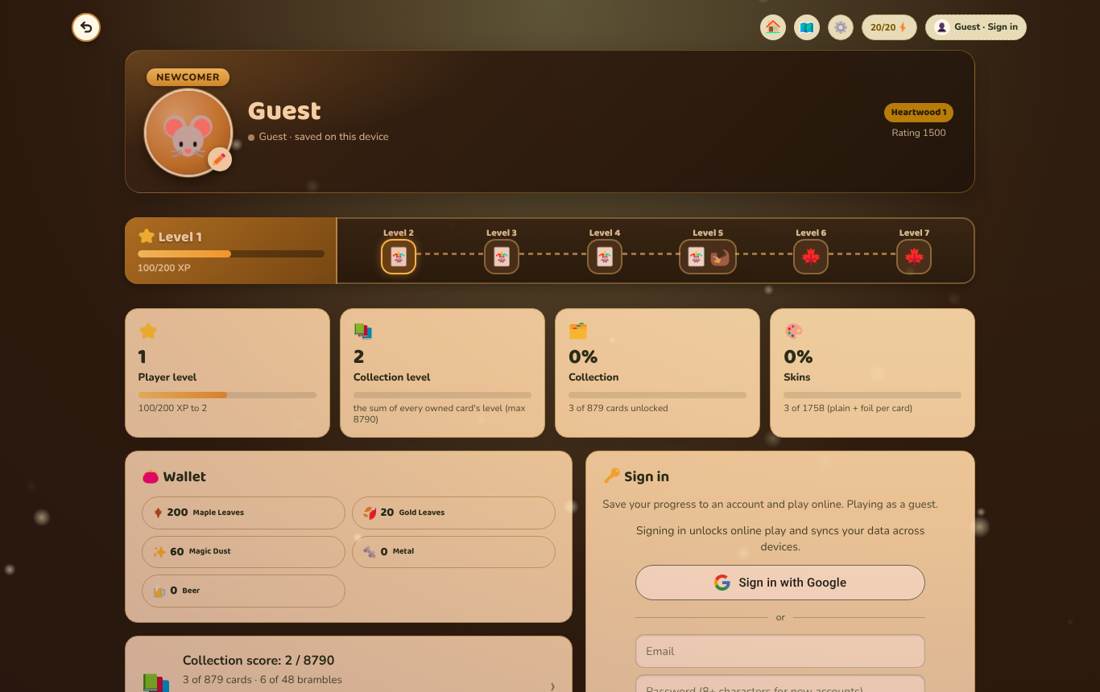 20/20
Guest · Sign in
NEWCOMER
Guest
Guest · saved on this device
Heartwood 1
Rating 1500
Level 1
100/200 XP
Level 2
Level 3
Level 4
Level 5
Level 6
Level 7
1
Player level
100/200 XP to 2
2
Collection level
the sum of every owned card's level (max
8790)
0%
Collection
3 of 879 cards unlocked
0%
Skins
3 of 1758 (plain + foil per card)
Wallet
200 Maple Leaves
20 Gold Leaves
60 Magic Dust
0 Metal
0 Beer
Collection score: 2 / 8790
3 of 879 cards · 6 of 48 brambles
Sign in
Save your progress to an account and play online. Playing as a guest.
Signing in unlocks online play and syncs your data across
devices.
Sign in with Google
or
Email
Password (8+ characters for new accounts)